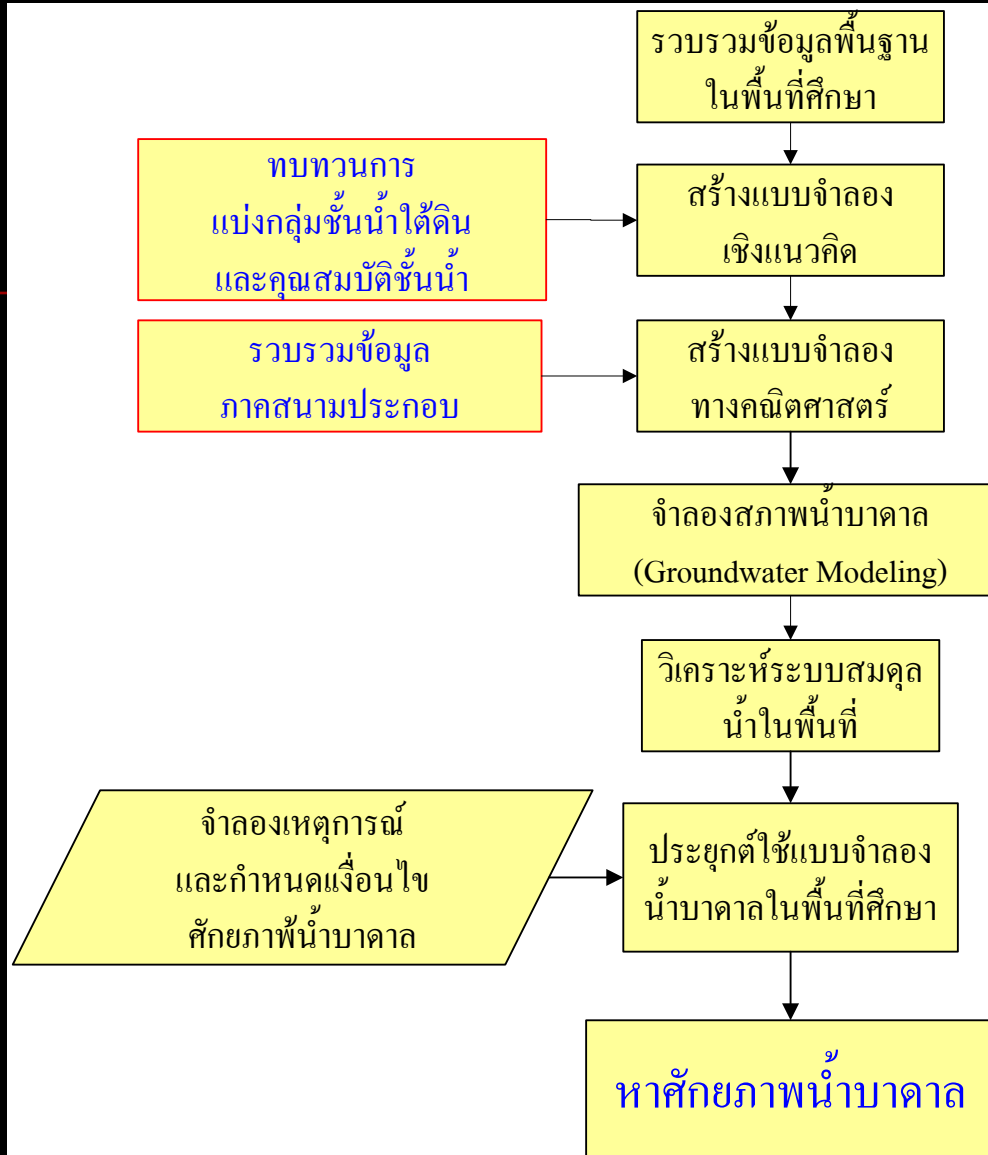 รวบรวมข้อมูลพื้นฐาน
ในพื้นที่ศึกษา
ทบทวนการ
แบ่งกลุ่มชั้นน้ำใต้ดิน
และคุณสมบัติชั้นน้ำ
สร้างแบบจำลอง
เชิงแนวคิด
รวบรวมข้อมูล
ภาคสนามประกอบ
สร้างแบบจำลอง
ทางคณิตศาสตร์
จำลองสภาพน้ำบาดาล
(Groundwater Modeling)
วิเคราะห์ระบบสมดุล
น้ำในพื้นที่
จำลองเหตุการณ์
และกำหนดแงื่อนไข
ศักยภาพ้น้ำบาดาล
ประยุกต์ใช้แบบจำลอง
น้ำบาดาลในพื้นที่ศึกษา
หาศักยภาพน้ำบาดาล